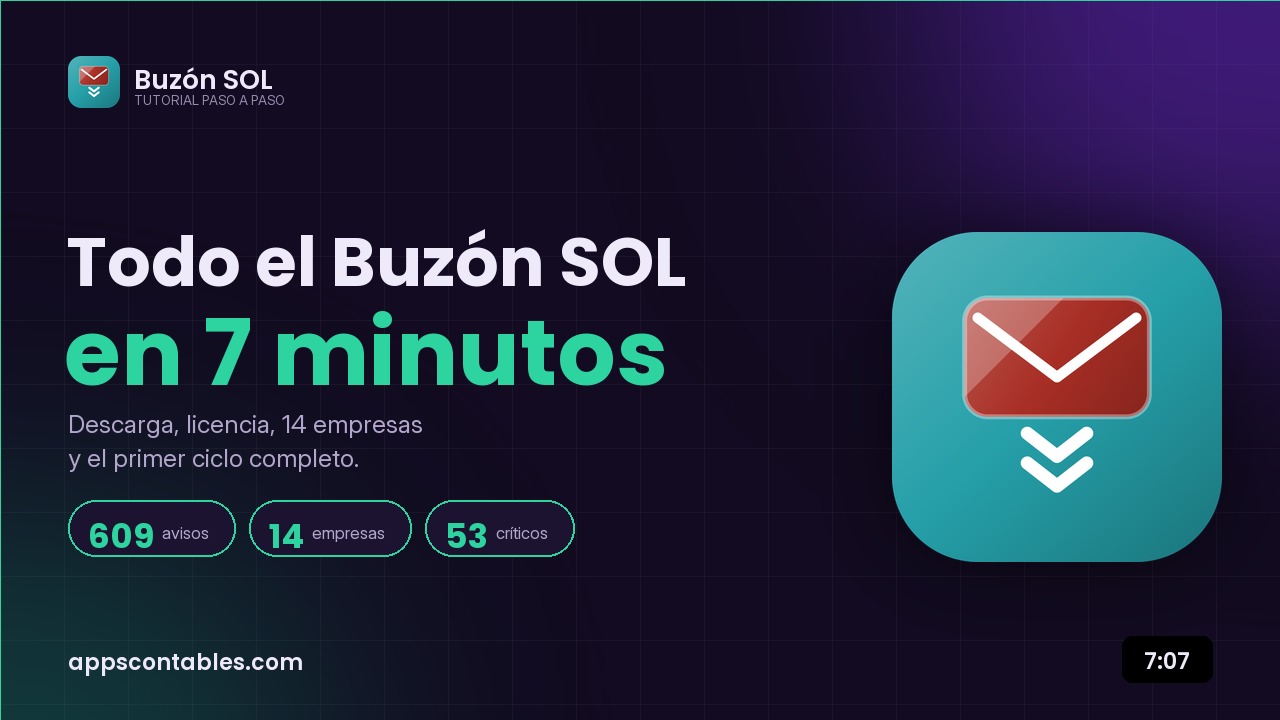 Buzón SOL
TUTORIAL PASO A PASO
Todo el Buzón SOL
en 7 minutos
Descarga, licencia, 14 empresas
y el primer ciclo completo.
609 avisos
14 empresas
53 críticos
appscontables.com
7:07